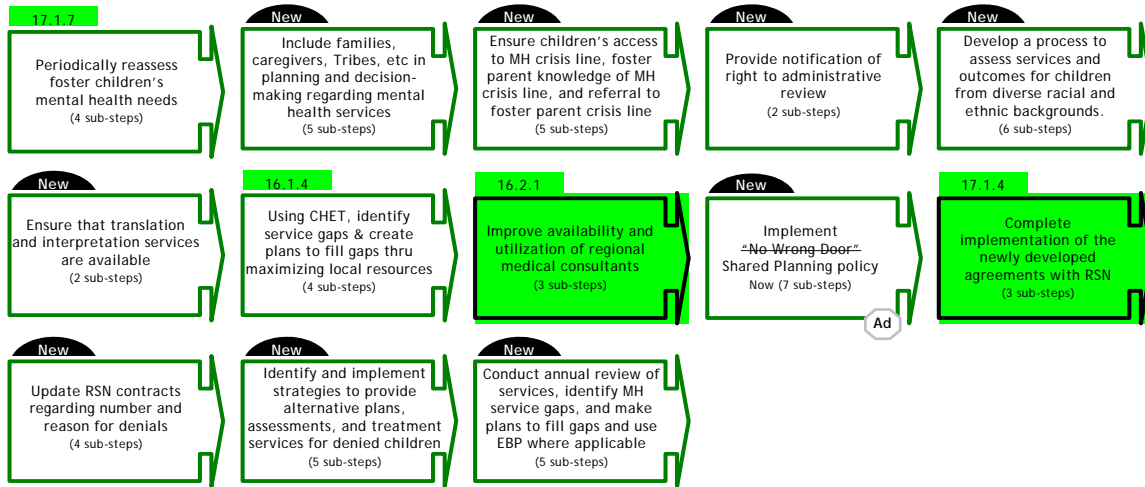 17.1.7
Periodically reassess
foster children's
mental health needs
(4 sub-steps)
New
Include families,
caregivers, Tribes, etc in
planning and decision-
making regarding mental
health services
(5 sub-steps)
New
Ensure children's access
to MH crisis line, foster
parent knowledge of MH
crisis line, and referral to
foster parent crisis line
(5 sub-steps)
New
Provide notification of
right to administrative
review
(2 sub-steps)
New
Develop a process to
assess services and
outcomes for children
from diverse racial and
ethnic backgrounds.
(6 sub-steps)
New
Ensure that translation
and interpretation services
are available
(2 sub-steps)
16.1.4
Using CHET, identify
service gaps & create
plans to fill gaps thru
maximizing local resources
(4 sub-steps)
16.2.1
Improve availability and
utilization of regional
medical consultants
(3 sub-steps)
New
Implement
"No Wrong Door"
Shared Planning policy
Now (7 sub-steps)
Ad
17.1.4
Complete
implementation of the
newly developed
agreements with RSN
(3 sub-steps)
New
Update RSN contracts
regarding number and
reason for denials
(4 sub-steps)
New
Identify and implement
strategies to provide
alternative plans,
assessments, and treatment
services for denied children
(5 sub-steps)
New
Conduct annual review of
services, identify MH
service gaps, and make
plans to fill gaps and use
EBP where applicable
(5 sub-steps)